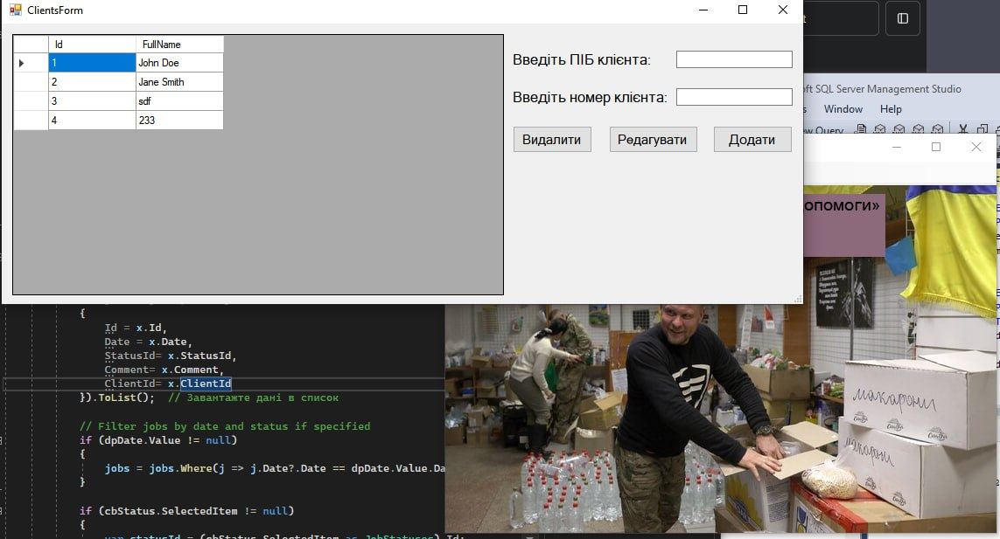 ClientsForm
Id FullName
1 John Doe
2 Jane Smith
3 sdf
4 233
Введіть ПІБ клієнта:
Введіть номер клієнта:
Видалити Редагувати Додати
t
ft SQL Server Management Studio
s Window Help
ew Query
ОПОМОГИ»
макарони
макарони
{
Id = x.Id,
Date = x.Date,
StatusId= x.StatusId,
Comment= x.Comment,
ClientId= x.ClientId
}).ToList(); // Завантажте дані в список
// Filter jobs by date and status if specified
if (dpDate.Value != null)
{
jobs = jobs.Where(j => j.Date?.Date == dpDate.Value.Da
}
if (cbStatus.SelectedItem != null)
{
var statusId = (cbStatus.SelectedItem as JobStatuses).Id;